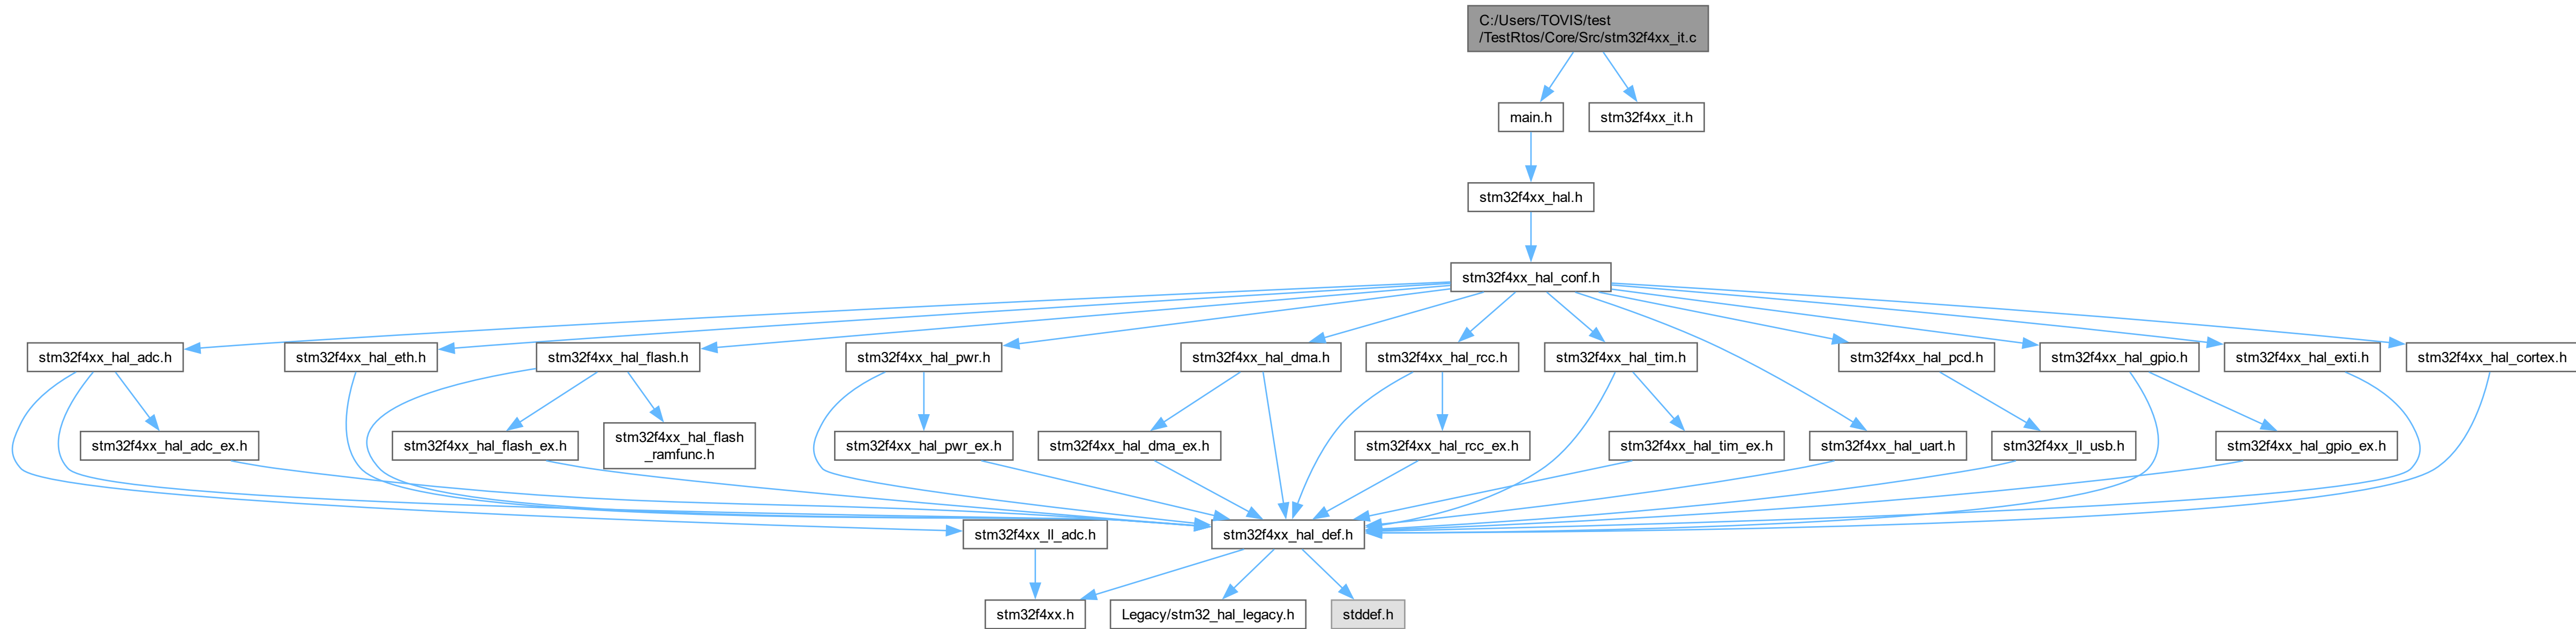 C:/Users/TOVIS/test
/TestRtos/Core/Src/stm32f4xx_it.c
main.h
stm32f4xx_it.h
stm32f4xx_hal.h
stm32f4xx_hal_conf.h
stm32f4xx_hal_adc.h
stm32f4xx_hal_eth.h
stm32f4xx_hal_flash.h
stm32f4xx_hal_pwr.h
stm32f4xx_hal_dma.h
stm32f4xx_hal_rcc.h
stm32f4xx_hal_tim.h
stm32f4xx_hal_pcd.h
stm32f4xx_hal_gpio.h
stm32f4xx_hal_exti.h
stm32f4xx_hal_cortex.h
stm32f4xx_hal_adc_ex.h
stm32f4xx_hal_flash_ex.h
stm32f4xx_hal_flash
_ramfunc.h
stm32f4xx_hal_pwr_ex.h
stm32f4xx_hal_dma_ex.h
stm32f4xx_hal_rcc_ex.h
stm32f4xx_hal_tim_ex.h
stm32f4xx_hal_uart.h
stm32f4xx_ll_usb.h
stm32f4xx_hal_gpio_ex.h
stm32f4xx_ll_adc.h
stm32f4xx_hal_def.h
stm32f4xx.h
Legacy/stm32_hal_legacy.h
stddef.h